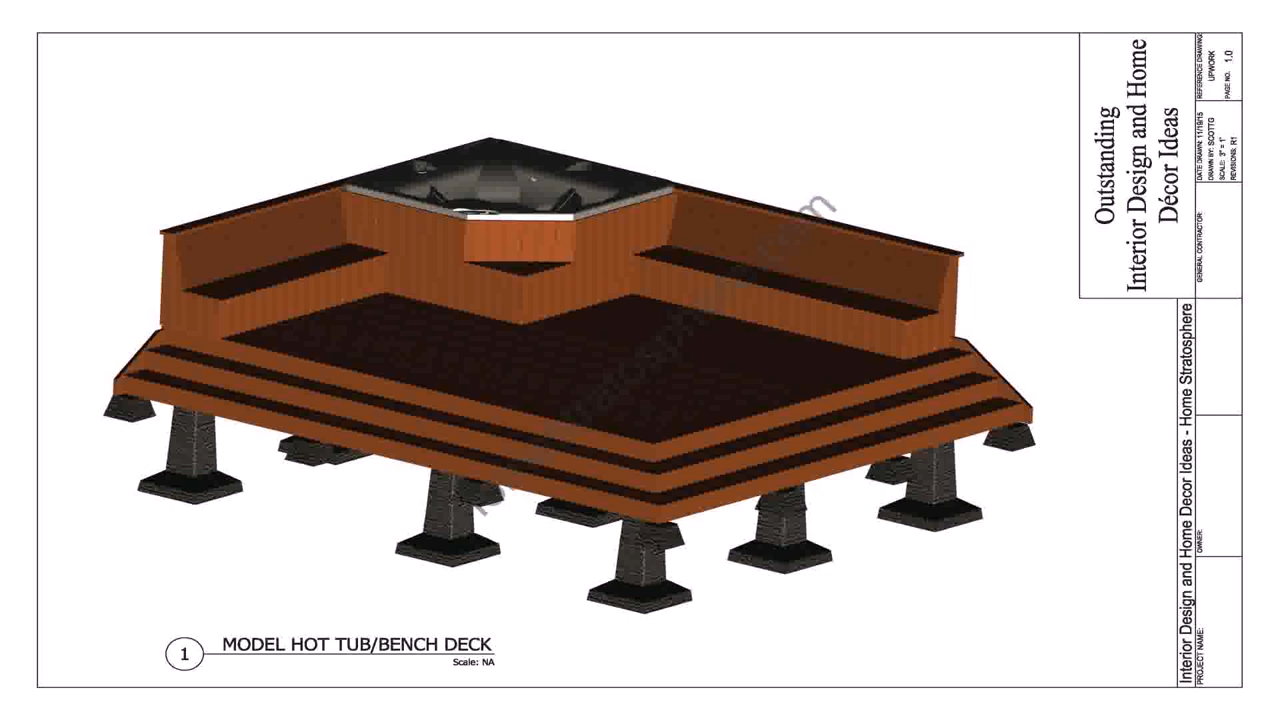 Outstanding
Interior Design and Home
Décor Ideas
REFERENCE DRAWING:
UPWORK
PAGE NO. 1.0
DATE DRAWN: 11/19/15
DRAWN BY: SCOTTG
SCALE: 3" = 1'
REVISIONS: R1
GENERAL CONTRACTOR:
OWNER:
PROJECT NAME:
Interior Design and Home Decor Ideas - Home Stratosphere
1
MODEL HOT TUB/BENCH DECK
Scale: NA